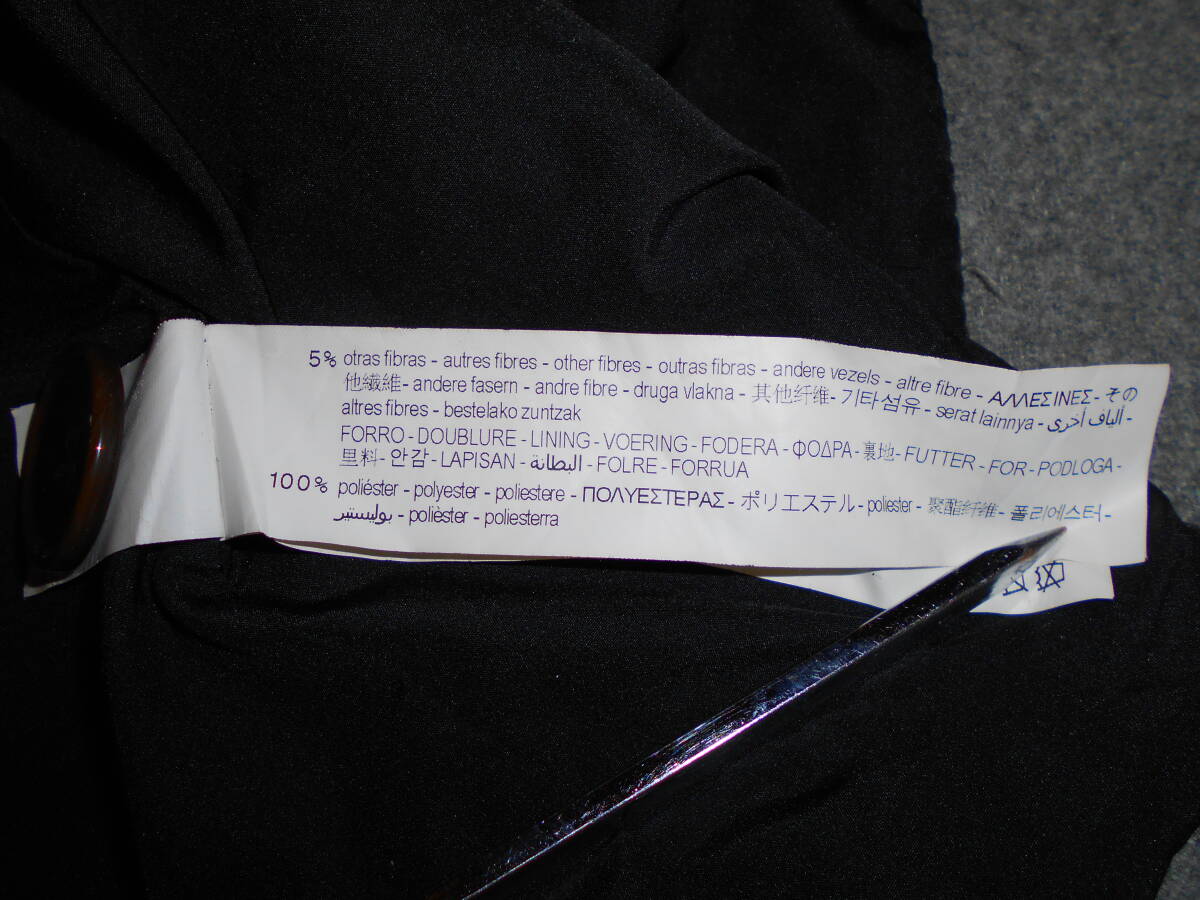 5% otras fibras - autres fibres - other fibres - outras fibras - andere vezels - altre fibre - ΑΛΛΕΣΙΝΕΣ - その
他繊維 - andere fasern - andre fibre - druga vlakna - 其他纤维 - 기타섬유 - serat lainnya - ألياف أخرى -
altres fibres - bestelako zuntzak
FORRO - DOUBLURE - LINING - VOERING - FODERA - ΦΟΔΡΑ - 裏地 - FUTTER - FOR - PODLOGA -
里料 - 안감 - LAPISAN - البطانة - FOLRE - FORRUA
100% poliéster - polyester - poliestere - ΠΟΛΥΕΣΤΕΡΑΣ - ポリエステル - poliester - 聚酯纤维 - 폴리에스터 -
بوليستير - polièster - poliesterra